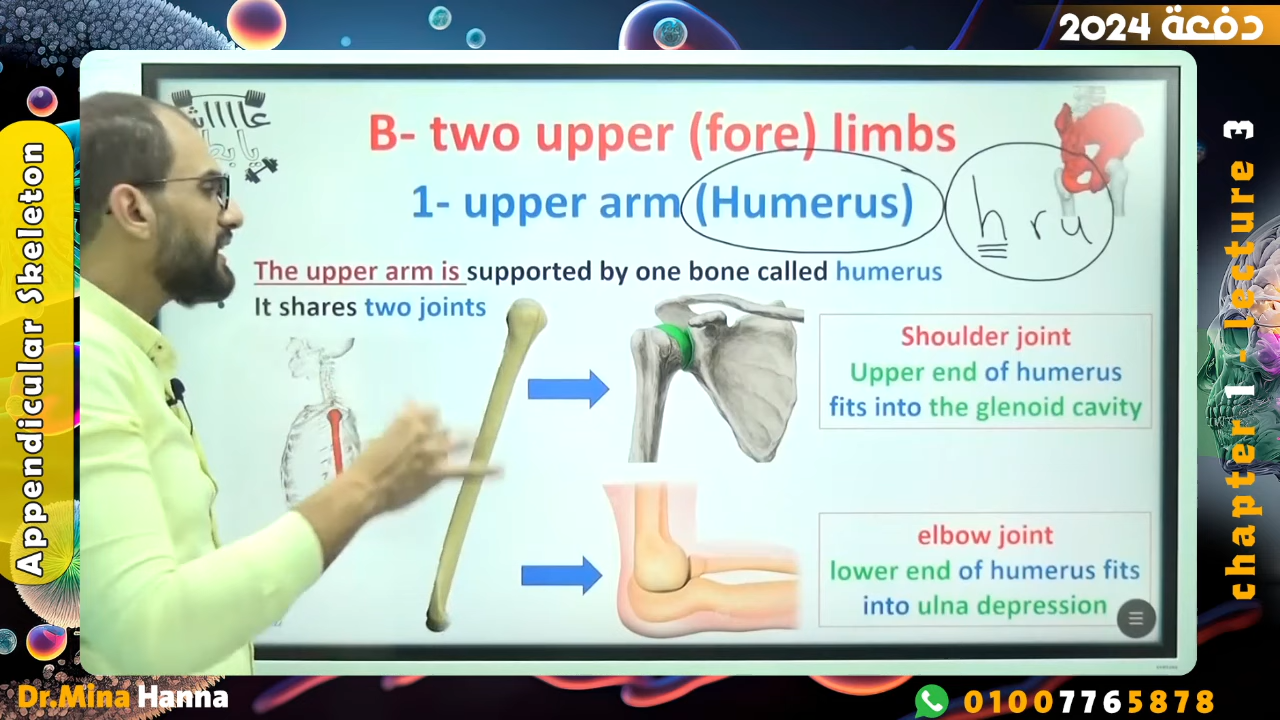 دفعة 2024
Appendicular Skeleton
B- two upper (fore) limbs
1- upper arm (Humerus)
h r u
The upper arm is supported by one bone called humerus
It shares two joints
Shoulder joint
Upper end of humerus
fits into the glenoid cavity
elbow joint
lower end of humerus fits
into ulna depression
chapter 1 - lecture 3
Dr.Mina Hanna
01007765878